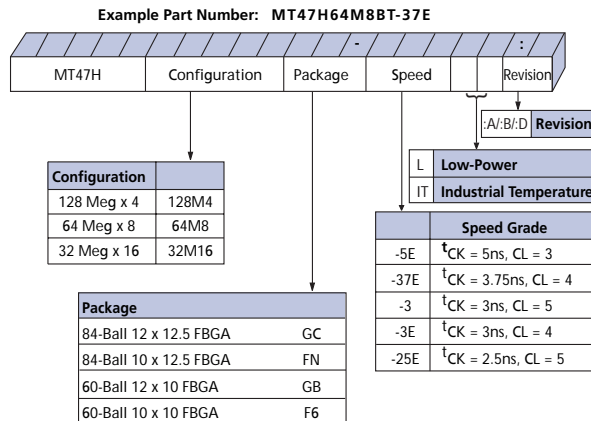 Example Part Number: MT47H64M8BT-37E
- :
MT47H Configuration Package Speed Revision
:A/:B/:D Revision
L Low-Power
IT Industrial Temperature
Configuration
128 Meg x 4 128M4
64 Meg x 8 64M8
32 Meg x 16 32M16
Speed Grade
-5E tCK = 5ns, CL = 3
-37E tCK = 3.75ns, CL = 4
-3 tCK = 3ns, CL = 5
-3E tCK = 3ns, CL = 4
-25E tCK = 2.5ns, CL = 5
Package
84-Ball 12 x 12.5 FBGA GC
84-Ball 10 x 12.5 FBGA FN
60-Ball 12 x 10 FBGA GB
60-Ball 10 x 10 FBGA F6